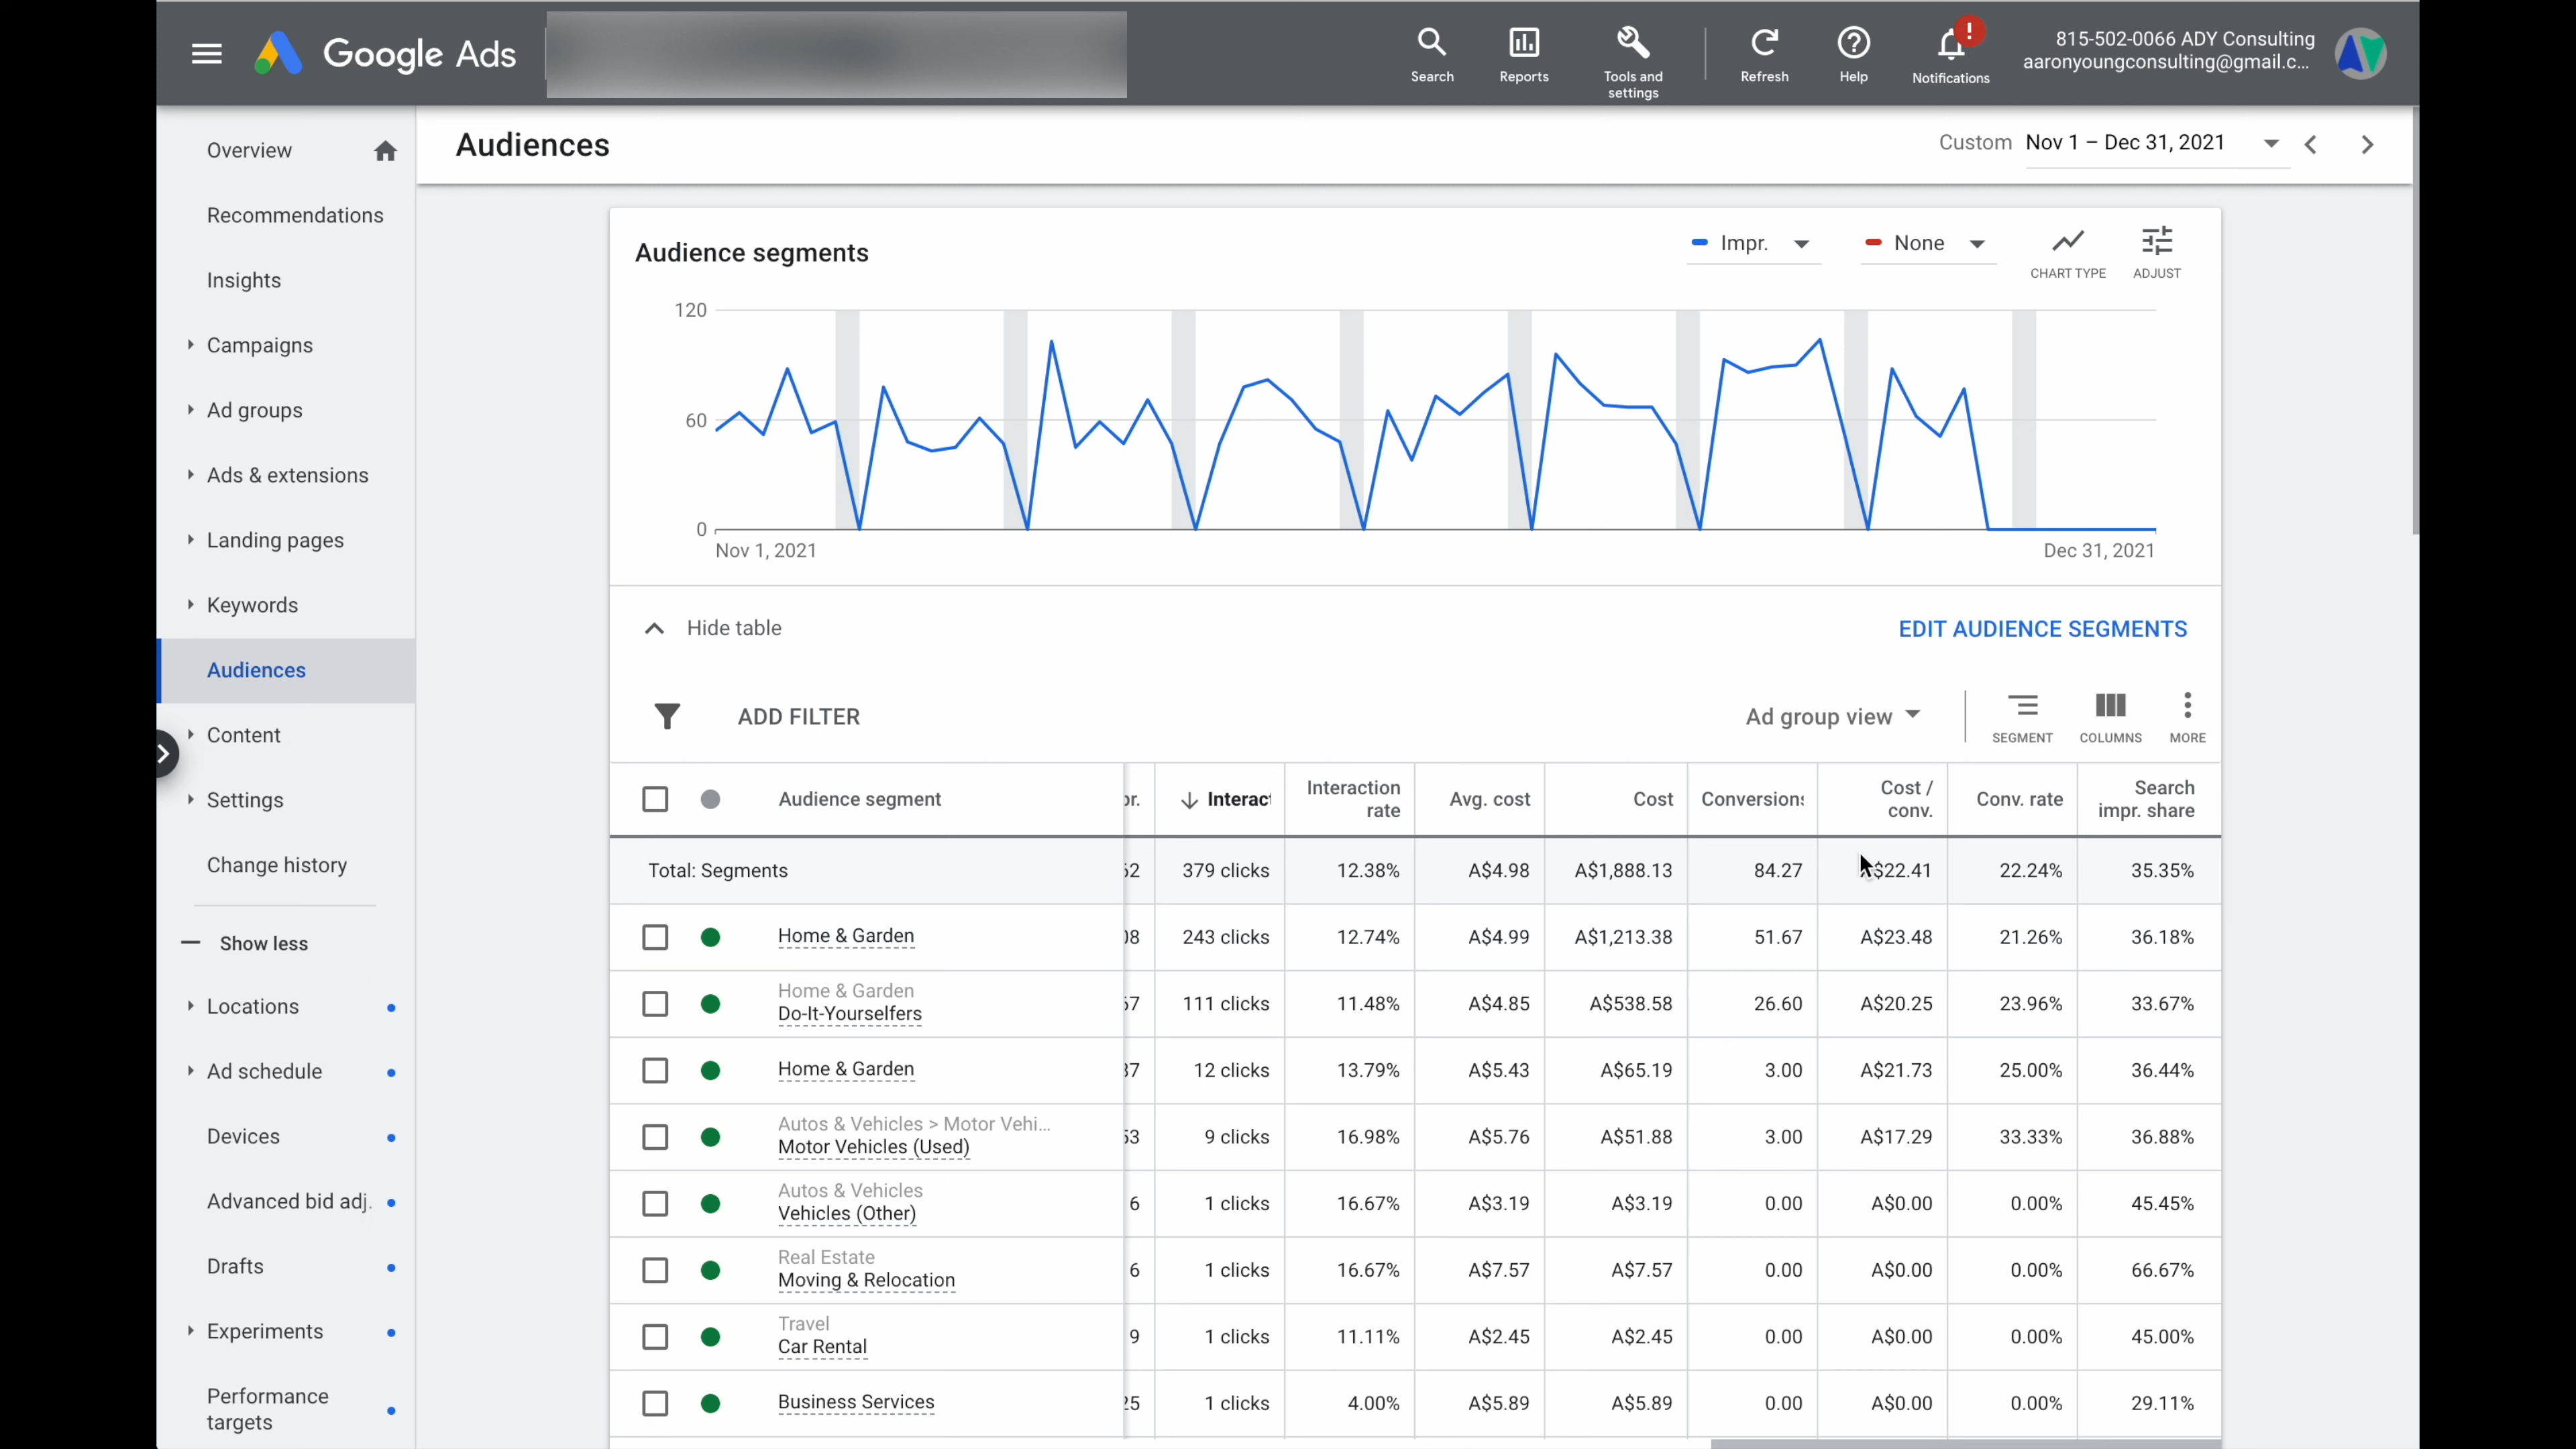 Google Ads
Search
Reports
Tools and
settings
Refresh
Help
!
Notifications
815-502-0066 ADY Consulting
aaronyoungconsulting@gmail.c...
Overview
Recommendations
Insights
Campaigns
Ad groups
Ads & extensions
Landing pages
Keywords
Audiences
Content
Settings
Change history
Show less
Locations
Ad schedule
Devices
Advanced bid adj.
Drafts
Experiments
Performance
targets
Audiences
Custom Nov 1 – Dec 31, 2021
Audience segments
Impr.
None
CHART TYPE
ADJUST
120
60
0
Nov 1, 2021
Dec 31, 2021
Hide table
EDIT AUDIENCE SEGMENTS
ADD FILTER
Ad group view
SEGMENT
COLUMNS
MORE
Audience segment Interact Interaction rate Avg. cost Cost Conversions Cost / conv. Conv. rate Search impr. share
Total: Segments 62 379 clicks 12.38% A$4.98 A$1,888.13 84.27 $22.41 22.24% 35.35%
Home & Garden 08 243 clicks 12.74% A$4.99 A$1,213.38 51.67 A$23.48 21.26% 36.18%
Home & Garden
Do-It-Yourselfers 67 111 clicks 11.48% A$4.85 A$538.58 26.60 A$20.25 23.96% 33.67%
Home & Garden 37 12 clicks 13.79% A$5.43 A$65.19 3.00 A$21.73 25.00% 36.44%
Autos & Vehicles > Motor Vehi...
Motor Vehicles (Used) 53 9 clicks 16.98% A$5.76 A$51.88 3.00 A$17.29 33.33% 36.88%
Autos & Vehicles
Vehicles (Other) 6 1 clicks 16.67% A$3.19 A$3.19 0.00 A$0.00 0.00% 45.45%
Real Estate
Moving & Relocation 6 1 clicks 16.67% A$7.57 A$7.57 0.00 A$0.00 0.00% 66.67%
Travel
Car Rental 9 1 clicks 11.11% A$2.45 A$2.45 0.00 A$0.00 0.00% 45.00%
Business Services 25 1 clicks 4.00% A$5.89 A$5.89 0.00 A$0.00 0.00% 29.11%